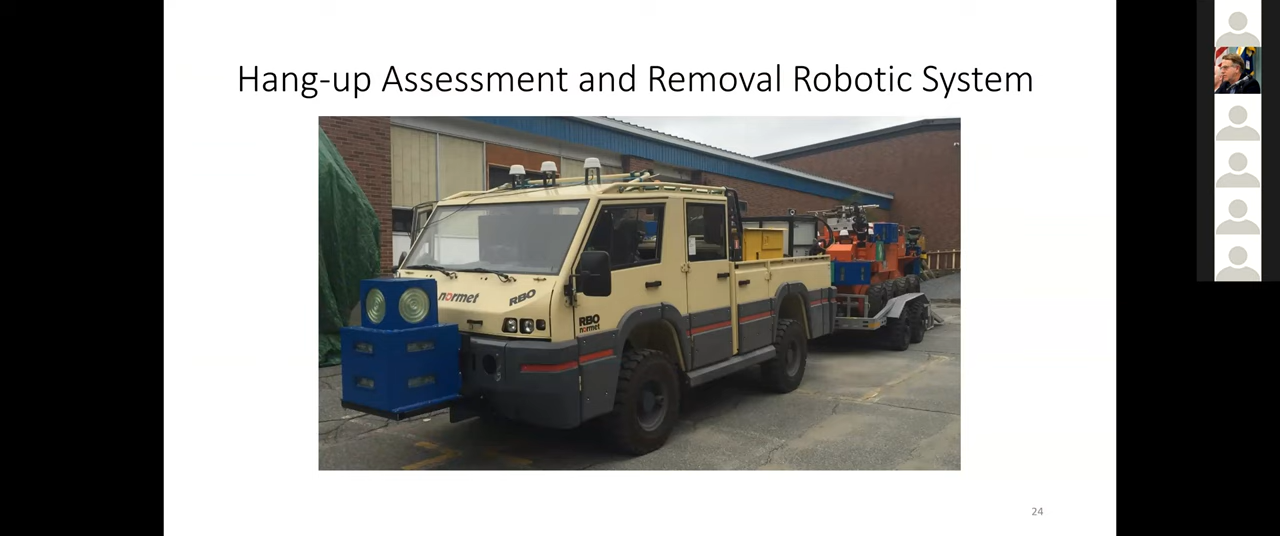 Hang-up Assessment and Removal Robotic System
normet
RBO
RBO
normet
24